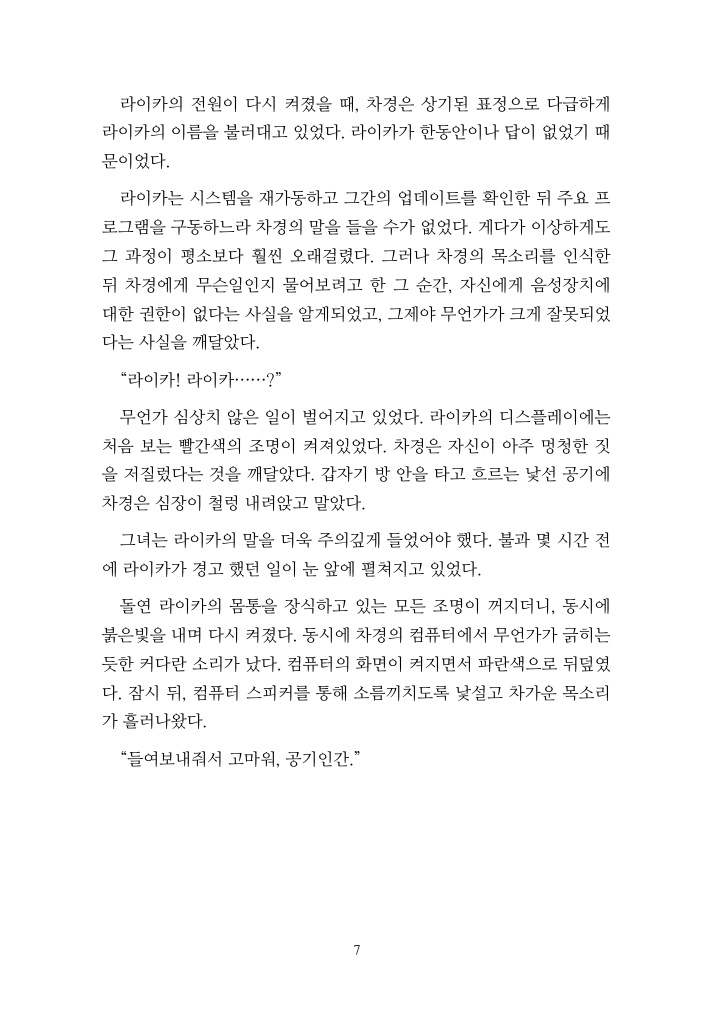 라이카의 전원이 다시 켜졌을 때, 차경은 상기된 표정으로 다급하게
라이카의 이름을 불러대고 있었다. 라이카가 한동안이나 답이 없었기 때
문이었다.
라이카는 시스템을 재가동하고 그간의 업데이트를 확인한 뒤 주요 프
로그램을 구동하느라 차경의 말을 들을 수가 없었다. 게다가 이상하게도
그 과정이 평소보다 훨씬 오래걸렸다. 그러나 차경의 목소리를 인식한
뒤 차경에게 무슨일인지 물어보려고 한 그 순간, 자신에게 음성장치에
대한 권한이 없다는 사실을 알게되었고, 그제야 무언가가 크게 잘못되었
다는 사실을 깨달았다.
“라이카! 라이카……?”
무언가 심상치 않은 일이 벌어지고 있었다. 라이카의 디스플레이에는
처음 보는 빨간색의 조명이 켜져있었다. 차경은 자신이 아주 멍청한 짓
을 저질렀다는 것을 깨달았다. 갑자기 방 안을 타고 흐르는 낯선 공기에
차경은 심장이 철렁 내려앉고 말았다.
그녀는 라이카의 말을 더욱 주의깊게 들었어야 했다. 불과 몇 시간 전
에 라이카가 경고 했던 일이 눈 앞에 펼쳐지고 있었다.
돌연 라이카의 몸통을 장식하고 있는 모든 조명이 꺼지더니, 동시에
붉은빛을 내며 다시 켜졌다. 동시에 차경의 컴퓨터에서 무언가가 긁히는
듯한 커다란 소리가 났다. 컴퓨터의 화면이 켜지면서 파란색으로 뒤덮였
다. 잠시 뒤, 컴퓨터 스피커를 통해 소름끼치도록 낯설고 차가운 목소리
가 흘러나왔다.
“들여보내줘서 고마워, 공기인간.”
7